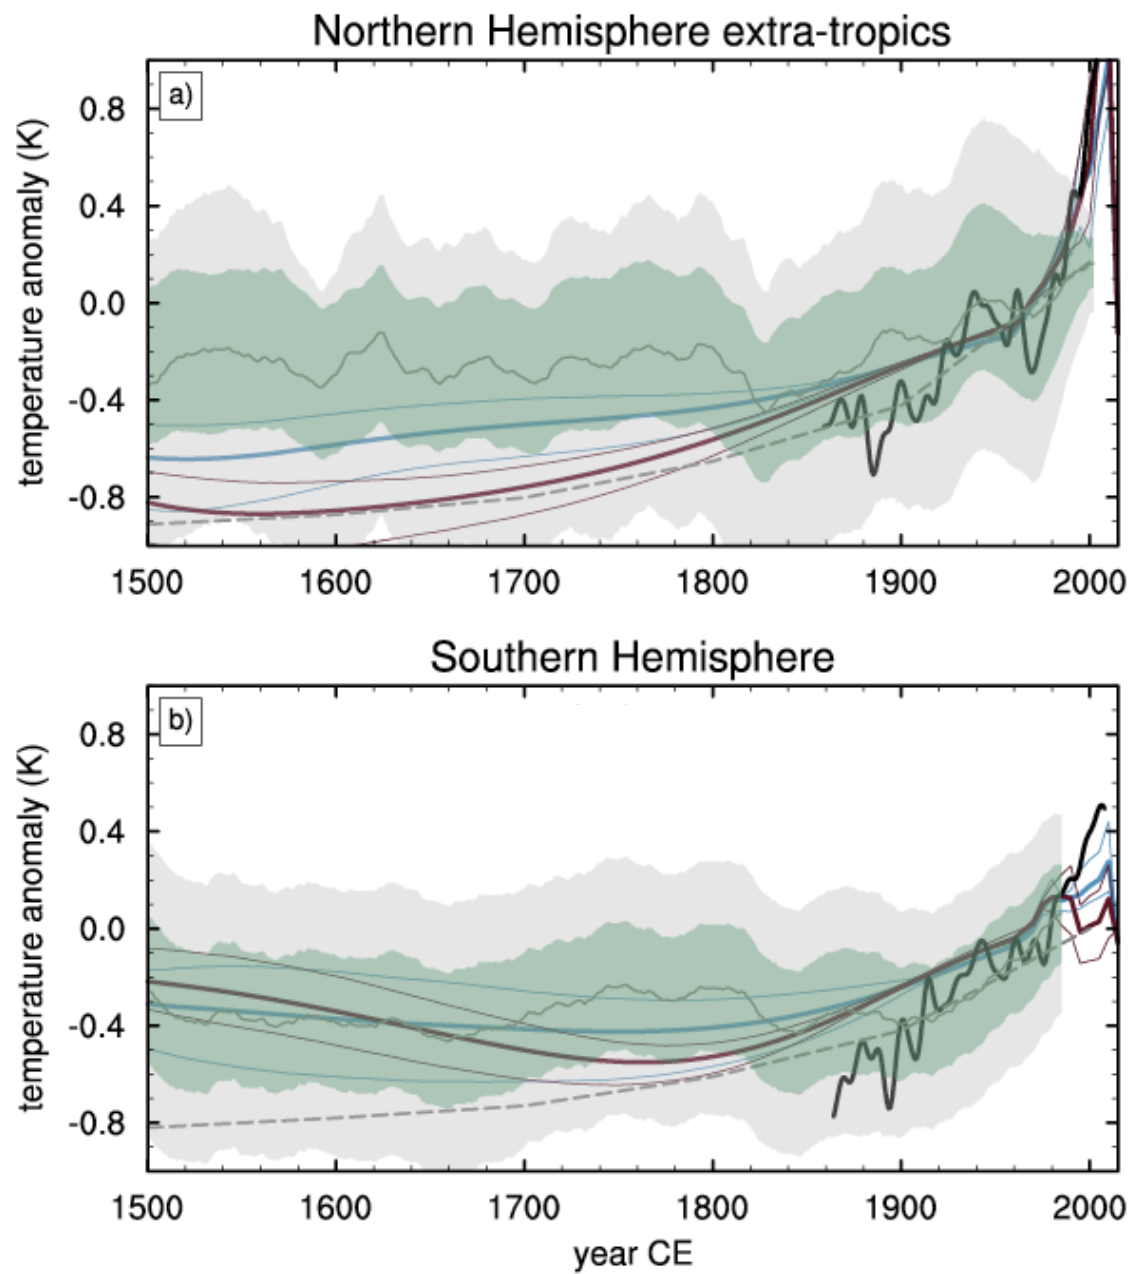 Northern Hemisphere extra-tropics
a)
temperature anomaly (K)
0.8
0.4
0.0
-0.4
-0.8
1500 1600 1700 1800 1900 2000
Southern Hemisphere
b)
temperature anomaly (K)
0.8
0.4
0.0
-0.4
-0.8
1500 1600 1700 1800 1900 2000
year CE